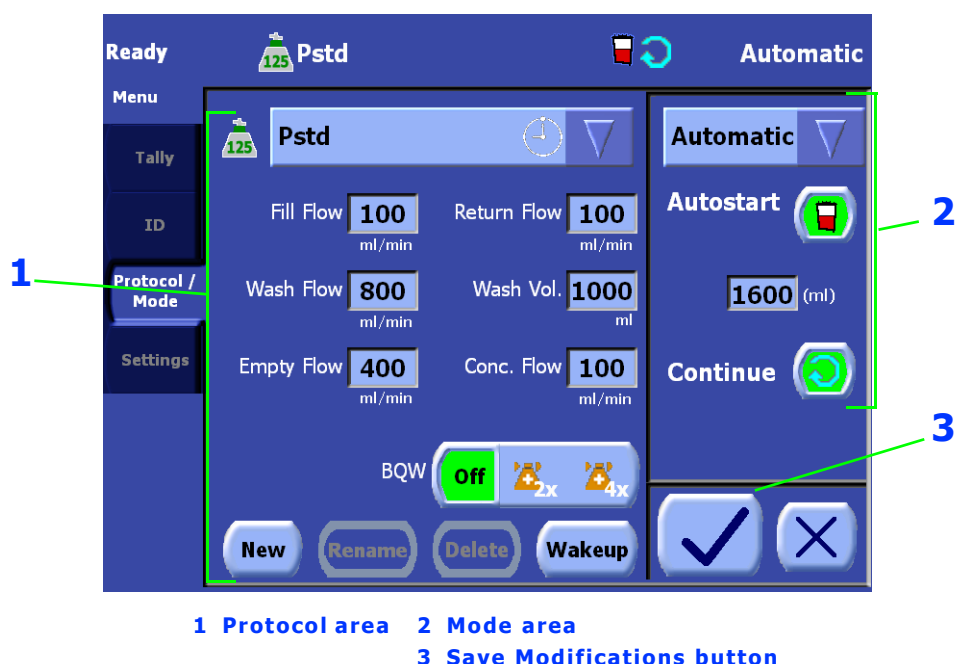 Ready
125 Pstd
Automatic
Menu
Tally
ID
Protocol /
Mode
Settings
125
Pstd
Fill Flow 100
ml/min
Return Flow 100
ml/min
Wash Flow 800
ml/min
Wash Vol. 1000
ml
Empty Flow 400
ml/min
Conc. Flow 100
ml/min
BQW Off 2x 4x
New Rename Delete Wakeup
Automatic
Autostart
1600 (ml)
Continue
1
2
3
1 Protocol area 2 Mode area
3 Save Modifications button